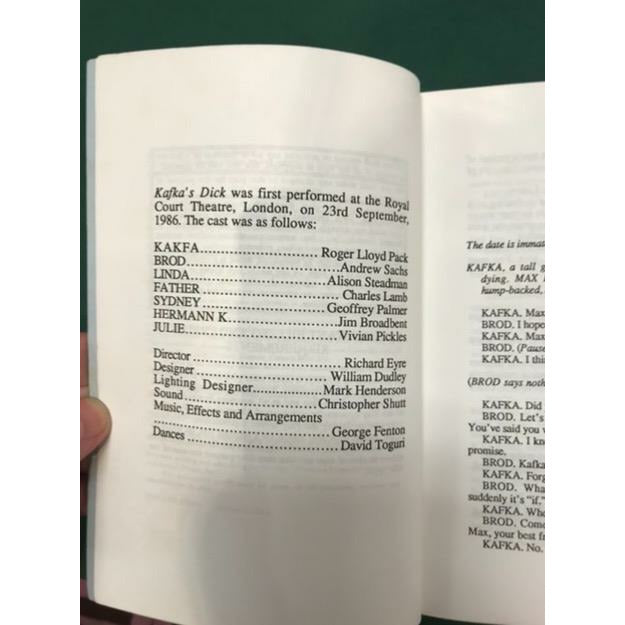 Kafka's Dick was first performed at the Royal
Court Theatre, London, on 23rd September,
1986. The cast was as follows:
KAKFA............................ Roger Lloyd Pack
BROD...................................Andrew Sachs
LINDA................................Alison Steadman
FATHER ............................... Charles Lamb
SYDNEY............................Geoffrey Palmer
HERMANN K.......................Jim Broadbent
JULIE..................................Vivian Pickles
Director ................................. Richard Eyre
Designer ............................ William Dudley
Lighting Designer................Mark Henderson
Sound.............................Christopher Shutt
Music, Effects and Arrangements
....................................... George Fenton
Dances .................................David Toguri
The date is immat
KAFKA, a tall g
dying. MAX
hump-backed,
KAFKA. Max
BROD. I hope
KAFKA. Max
BROD. (Pause
KAFKA. I thi
(BROD says noth
KAFKA. Did
BROD. Let's
You've said you
KAFKA. I kn
promise.
BROD. Kafka
KAFKA. Forg
BROD. Wha
suddenly it's "if."
KAFKA. Whe
BROD. Come
Max, your best fr
KAFKA. No.